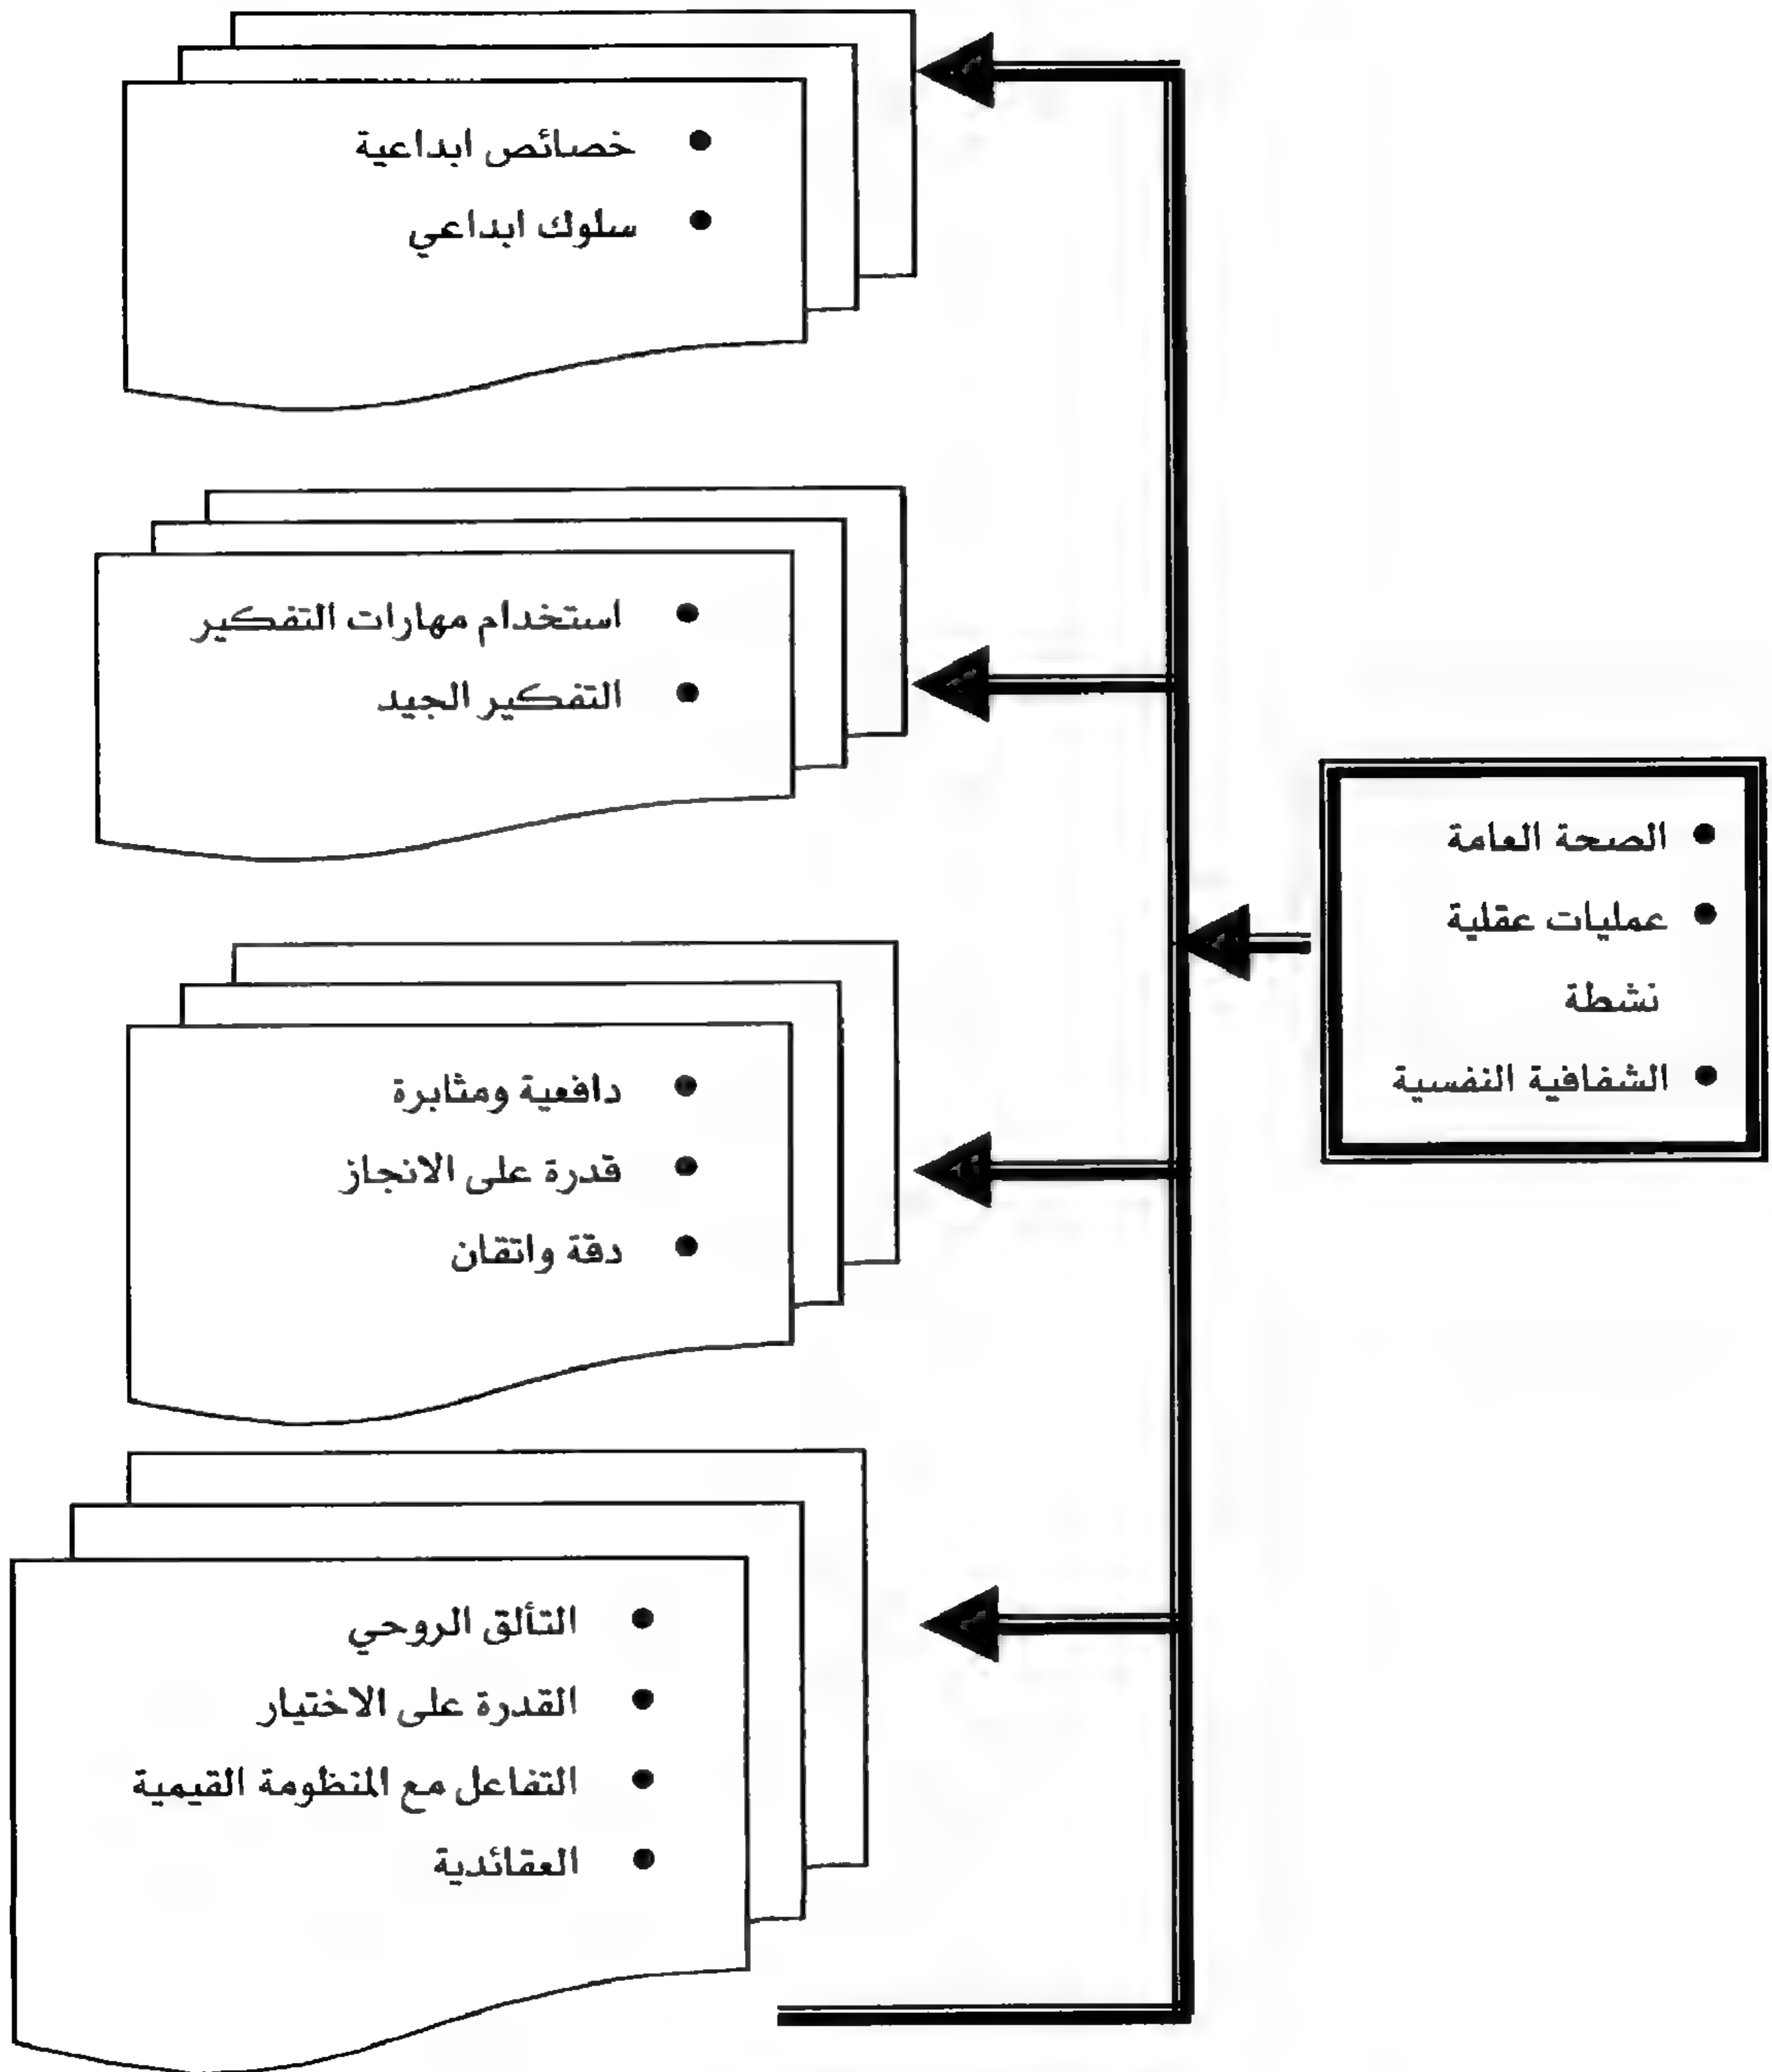 • الصحة العامة
• عمليات عقلية
نشطة
• الشفافية النفسية
• خصائص ابداعية
• سلوك ابداعي
• استخدام مهارات التفكير
• التفكير الجيد
• دافعية ومثابرة
• قدرة على الانجاز
• دقة واتقان
• التألق الروحي
• القدرة على الاختيار
• التفاعل مع المنظومة القيمية
• العقائدية